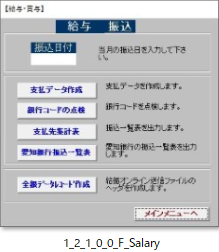 【給与・賞与】
給与 振込
振込日付
当月の振込日を入力して下さ
い。
支払データ作成
支払データを作成します。
銀行コードの点検
銀行コードを点検します。
支払先集計表
振込一覧表を出力します。
愛知銀行振込一覧表
愛知銀行の振込一覧表を出力
します。
全銀データレコード作成
給振オンライン送信ファイルの
ヘッダを作成します。
メインメニューへ
1_2_1_0_0_F_Salary